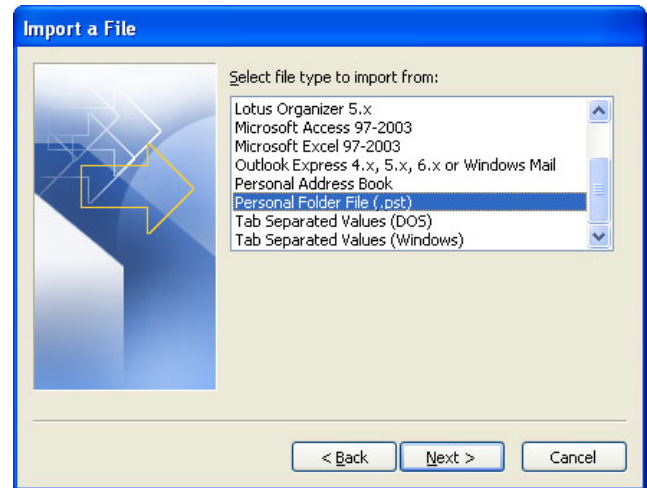 Import a File
Select file type to import from:
Lotus Organizer 5.x
Microsoft Access 97-2003
Microsoft Excel 97-2003
Outlook Express 4.x, 5.x, 6.x or Windows Mail
Personal Address Book
Personal Folder File (.pst)
Tab Separated Values (DOS)
Tab Separated Values (Windows)
< Back Next > Cancel